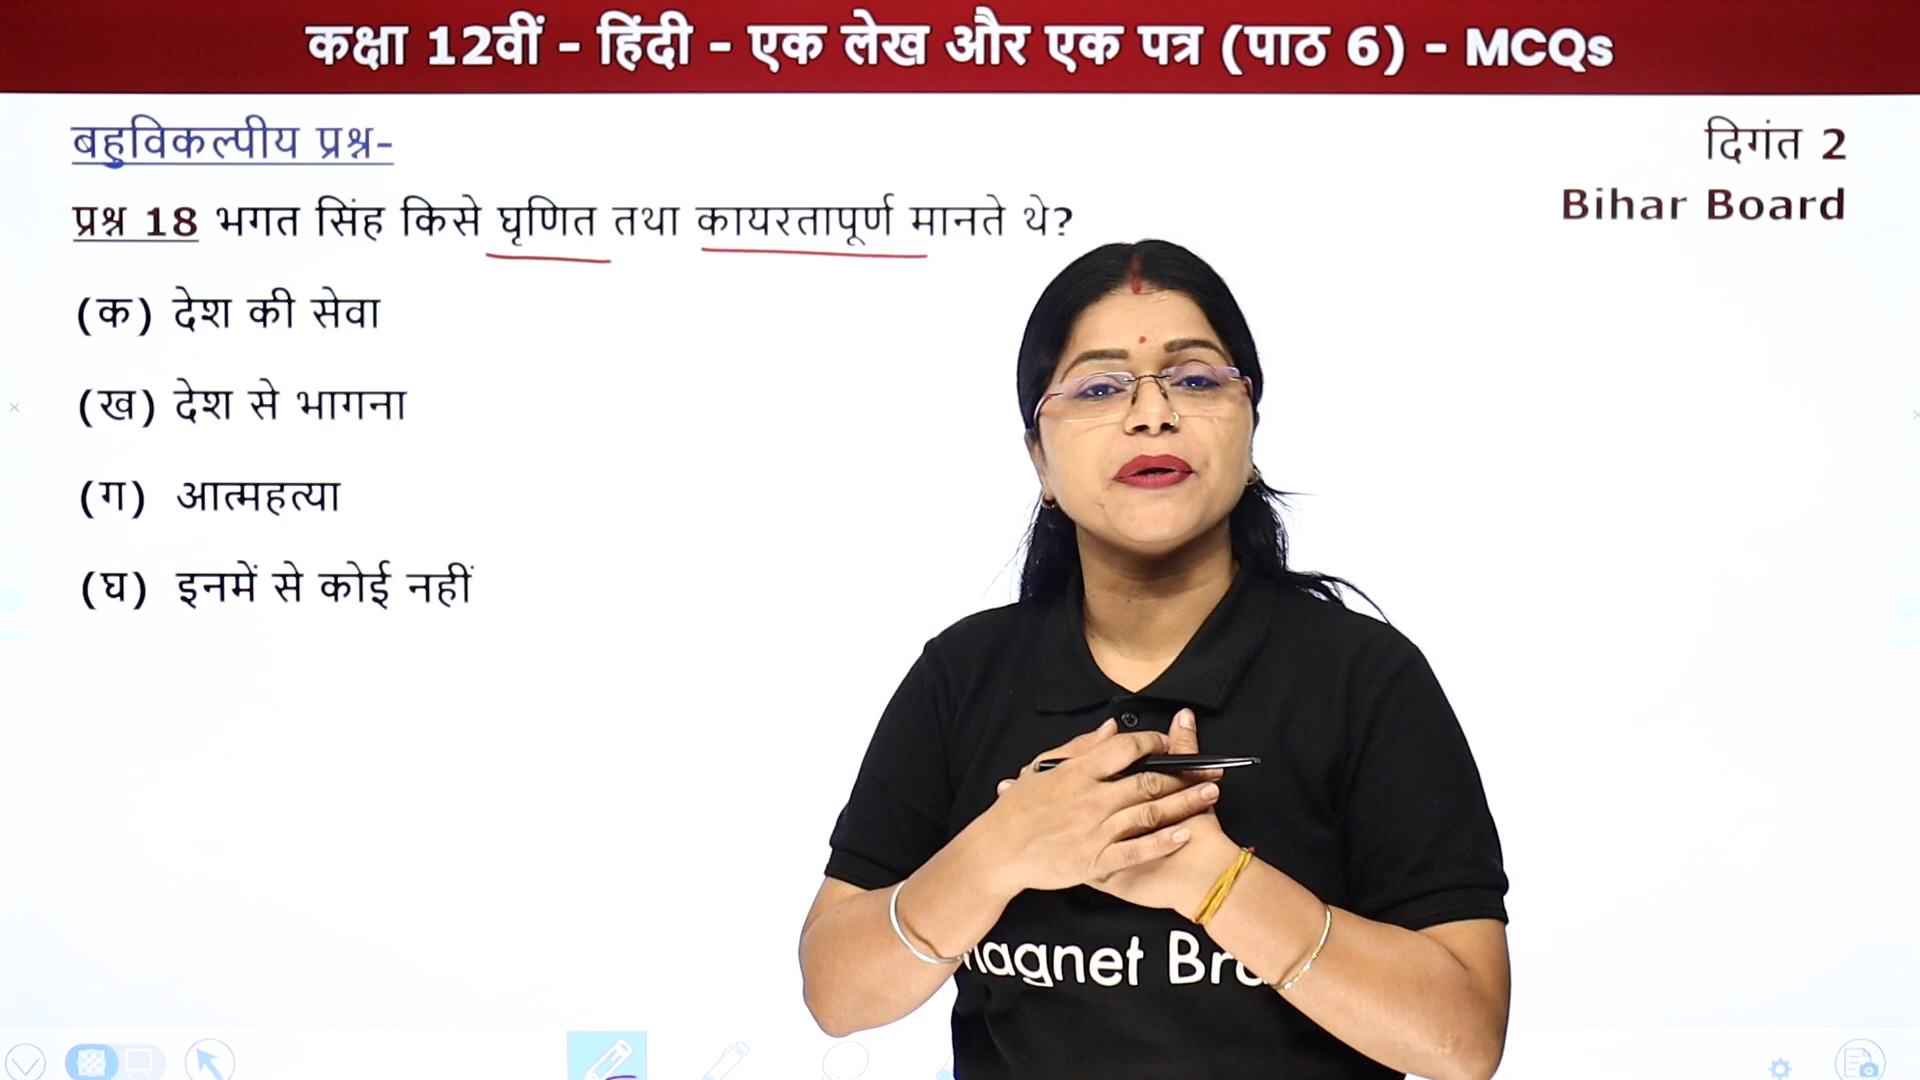 कक्षा 12वीं - हिंदी - एक लेख और एक पत्र (पाठ 6) - MCQs
बहुविकल्पीय प्रश्न-
दिगंत 2
Bihar Board
प्रश्न 18 भगत सिंह किसे घृणित तथा कायरतापूर्ण मानते थे?
(क) देश की सेवा
(ख) देश से भागना
(ग) आत्महत्या
(घ) इनमें से कोई नहीं
agnet Br